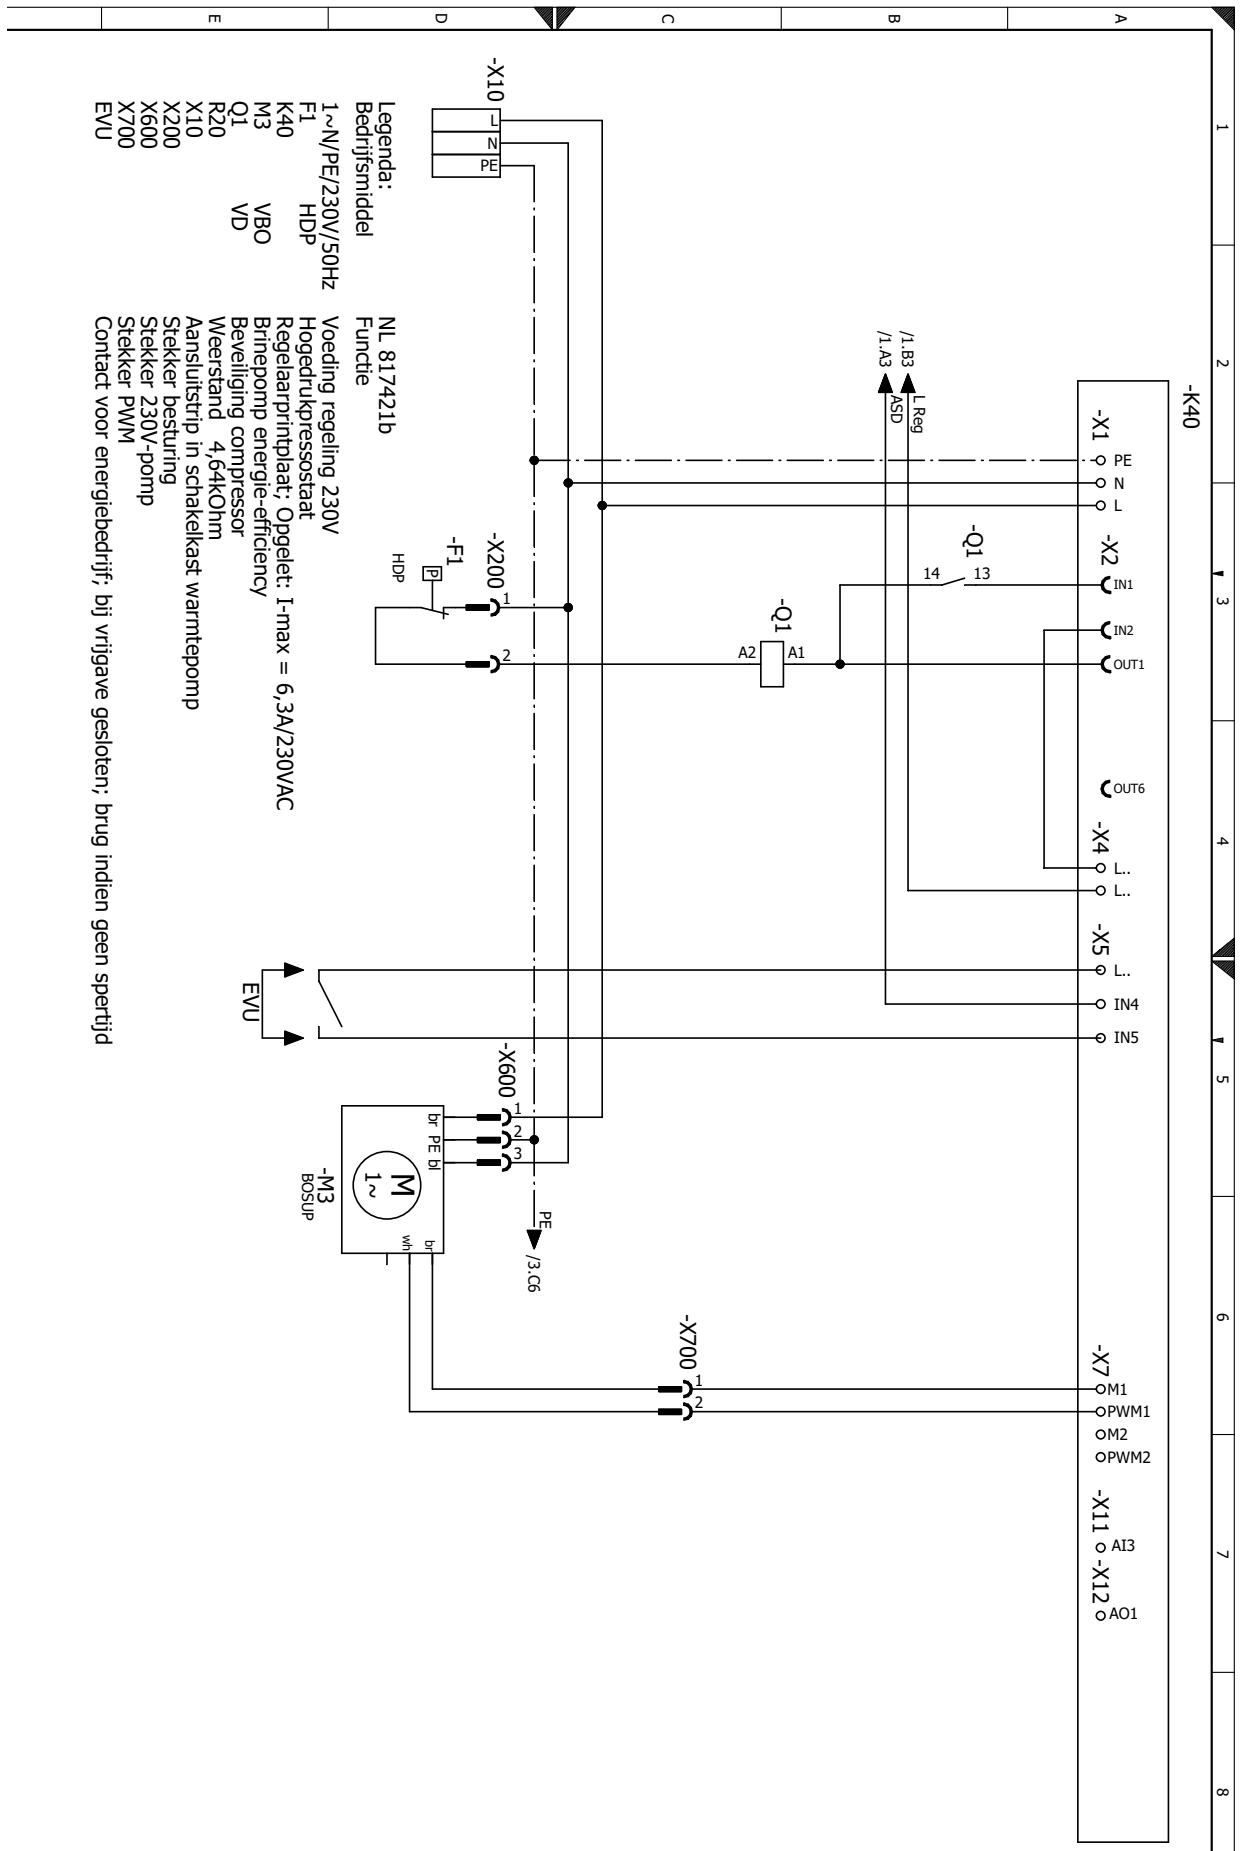 1 2 3 4 5 6 7 8
A
B
C
D
E
-K40
-X1
PE
N
L
-X2
IN1
IN2
OUT1
OUT6
-X4
L..
L..
-X5
L..
IN4
IN5
-X7
M1
PWM1
M2
PWM2
-X11
AI3
-X12
AO1
/1.B3
L Reg
/1.A3
ASD
-Q1
14 13
-Q1
A2 A1
-X700
1
2
-X10
L
N
PE
-X200
1
2
-F1
P
HDP
EVU
-X600
1
2
3
br PE bl
M
1~
-M3
BOSUP
wh
br
PE
/3.C6
Legenda: NL 817421b
Bedrijfsmiddel Functie
1~N/PE/230V/50Hz Voeding regeling 230V
F1 HDP Hogedrukpressostaat
K40 Regelaarprintplaat; Opgelet: I-max = 6,3A/230VAC
M3 VBO Brinepomp energie-efficiency
Q1 VD Beveiliging compressor
R20 Weerstand 4,64kOhm
X10 Aansluitstrip in schakelkast warmtepomp
X200 Stekker besturing
X600 Stekker 230V-pomp
X700 Stekker PWM
EVU Contact voor energiebedrijf; bij vrijgave gesloten; brug indien geen spertijd